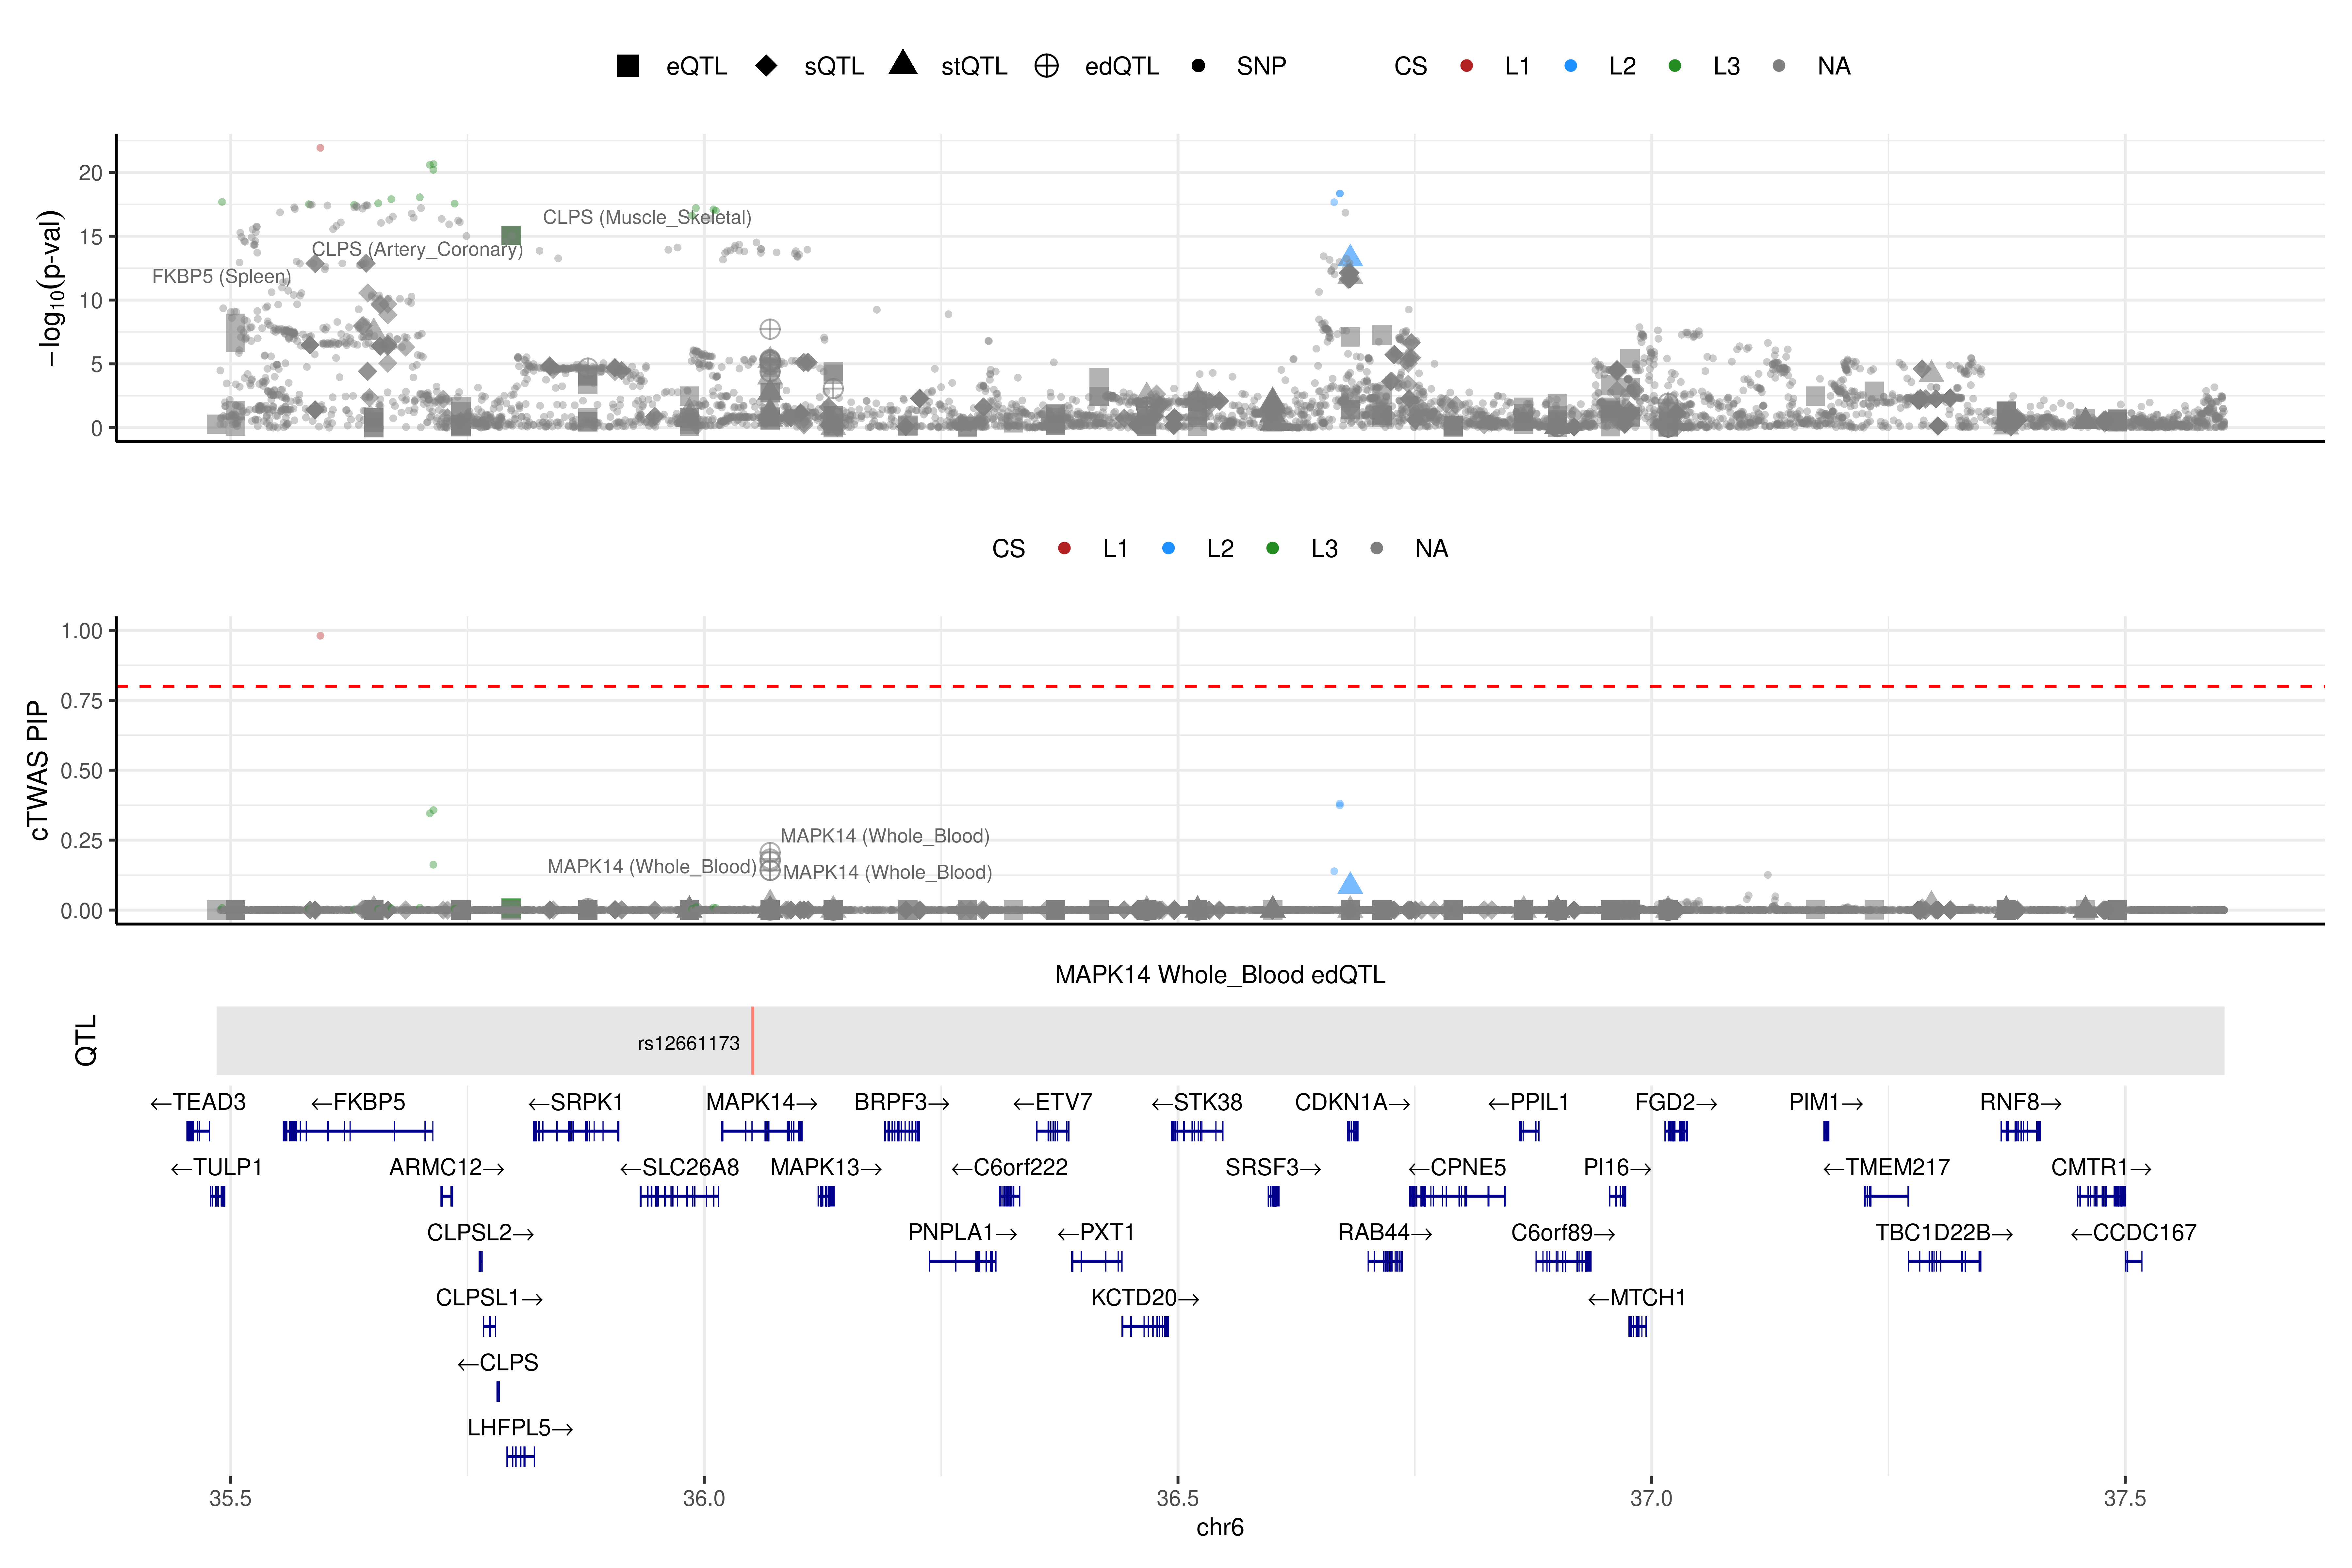 eQTL sQTL stQTL edQTL SNP CS L1 L2 L3 NA
−log10(p-val)
20
15
10
5
0
CLPS (Muscle_Skeletal)
CLPS (Artery_Coronary)
FKBP5 (Spleen)
CS L1 L2 L3 NA
cTWAS PIP
1.00
0.75
0.50
0.25
0.00
MAPK14 (Whole_Blood)
MAPK14 (Whole_Blood)
MAPK14 (Whole_Blood)
MAPK14 Whole_Blood edQTL
QTL
rs12661173
←TEAD3 ←FKBP5 ←SRPK1 MAPK14→ BRPF3→ ←ETV7 ←STK38 CDKN1A→ ←PPIL1 FGD2→ PIM1→ RNF8→
←TULP1 ARMC12→ ←SLC26A8 MAPK13→ ←C6orf222 SRSF3→ ←CPNE5 PI16→ ←TMEM217 CMTR1→
CLPSL2→ PNPLA1→ ←PXT1 RAB44→ C6orf89→ TBC1D22B→ ←CCDC167
CLPSL1→ KCTD20→ ←MTCH1
←CLPS
LHFPL5→
35.5 36.0 36.5 37.0 37.5
chr6